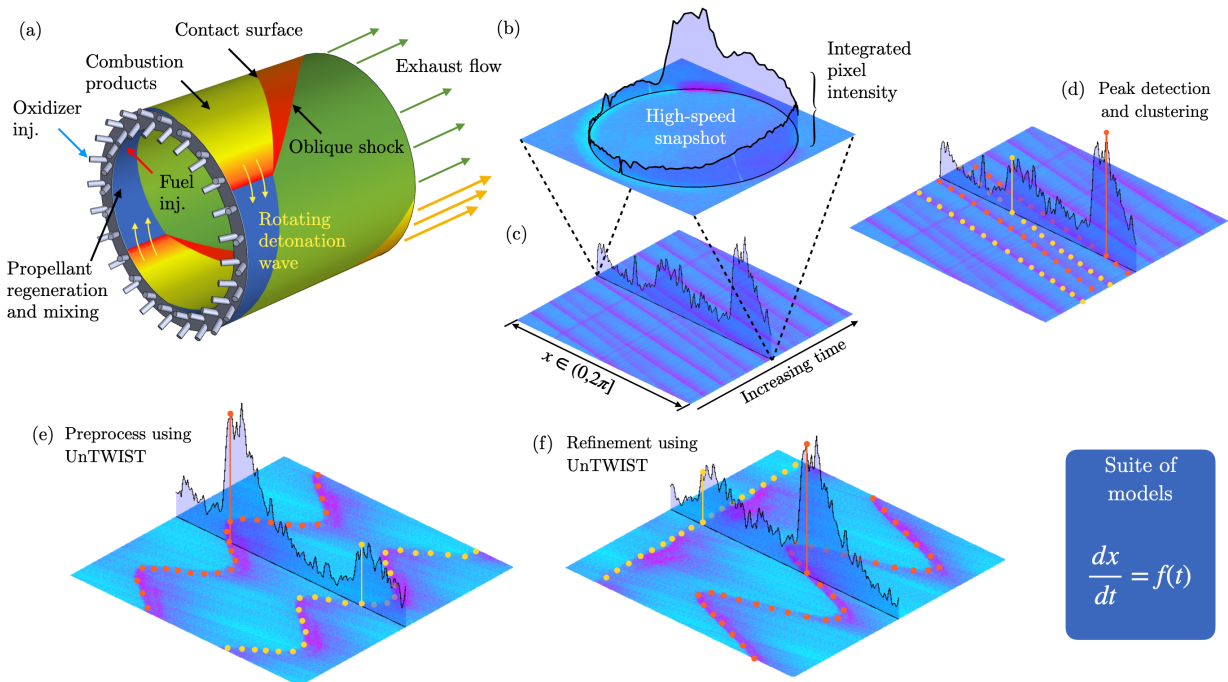 (a)
Contact surface
Combustion
products
Exhaust flow
Oxidizer
inj.
Oblique shock
Fuel
inj.
Rotating
detonation
wave
Propellant
regeneration
and mixing
(b)
Integrated
pixel
intensity
High-speed
snapshot
(c)
x ∈ (0,2π]
Increasing time
(d) Peak detection
and clustering
(e) Preprocess using
UnTWIST
(f) Refinement using
UnTWIST
Suite of
models
dx/dt = f(t)